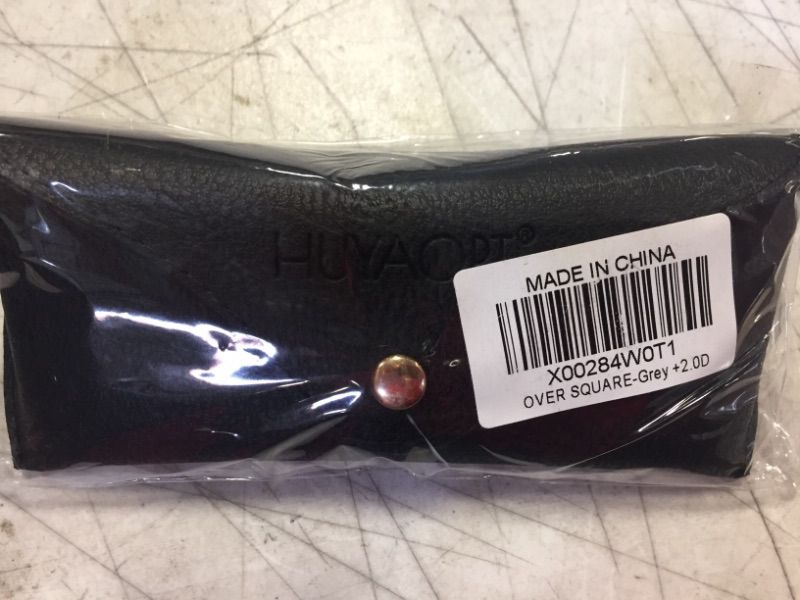 HUYAOPT®
MADE IN CHINA
X00284W0T1
OVER SQUARE-Grey +2.0D